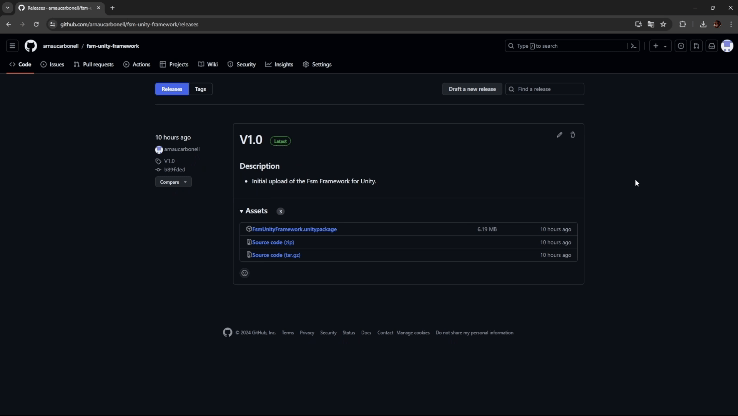 Releases · arnaucarbonell/fsm-
github.com/arnaucarbonell/fsm-unity-framework/releases
arnaucarbonell / fsm-unity-framework
Type / to search
Code Issues Pull requests Actions Projects Wiki Security Insights Settings
Releases Tags Draft a new release Find a release
10 hours ago
arnaucarbonell
V1.0
Compare
V1.0 Latest
Description
• Initial upload of the Fsm Framework for Unity.
Assets 3
FsmUnityFramework.unitypackage 6.19 MB 10 hours ago
Source code (zip) 10 hours ago
Source code (tar.gz) 10 hours ago
© 2024 GitHub, Inc. Terms Privacy Security Status Docs Contact Manage cookies Do not share my personal information